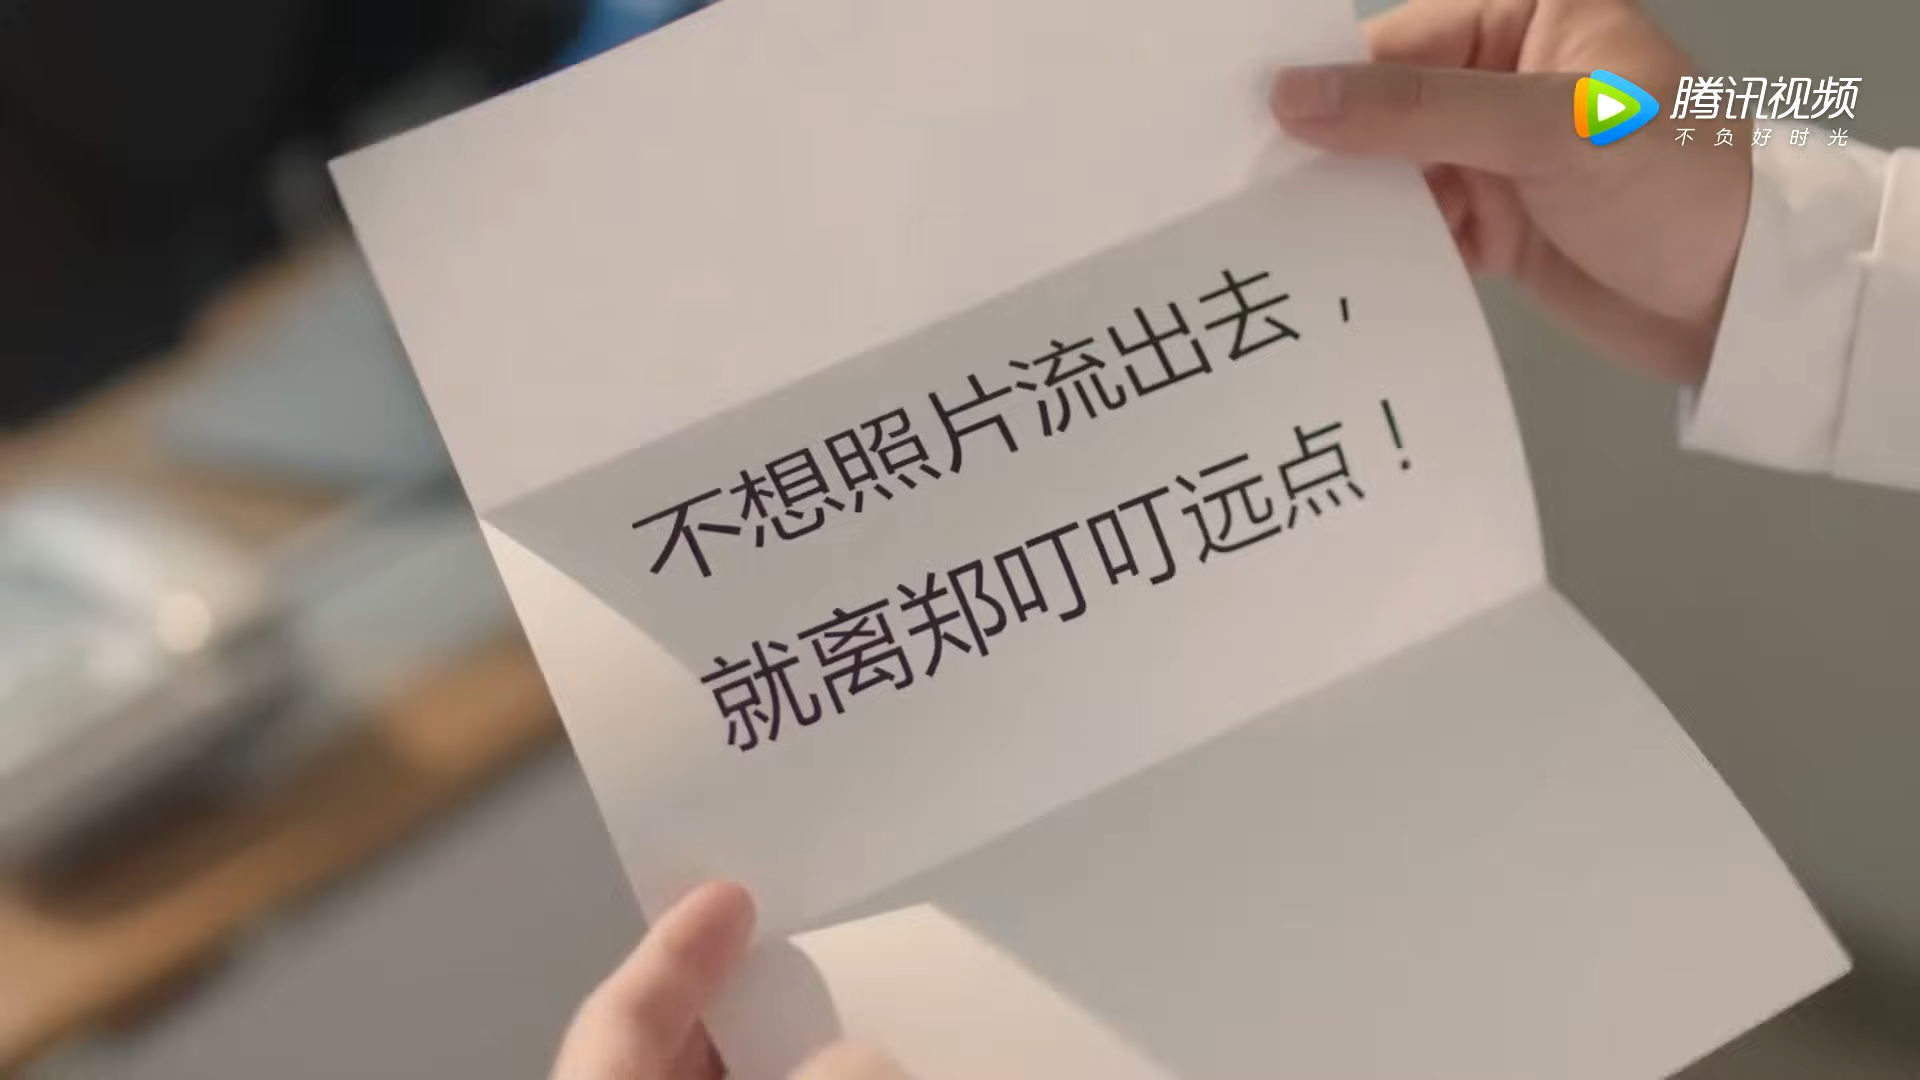 腾讯视频
不负好时光
不想照片流出去，
就离郑叮叮远点！